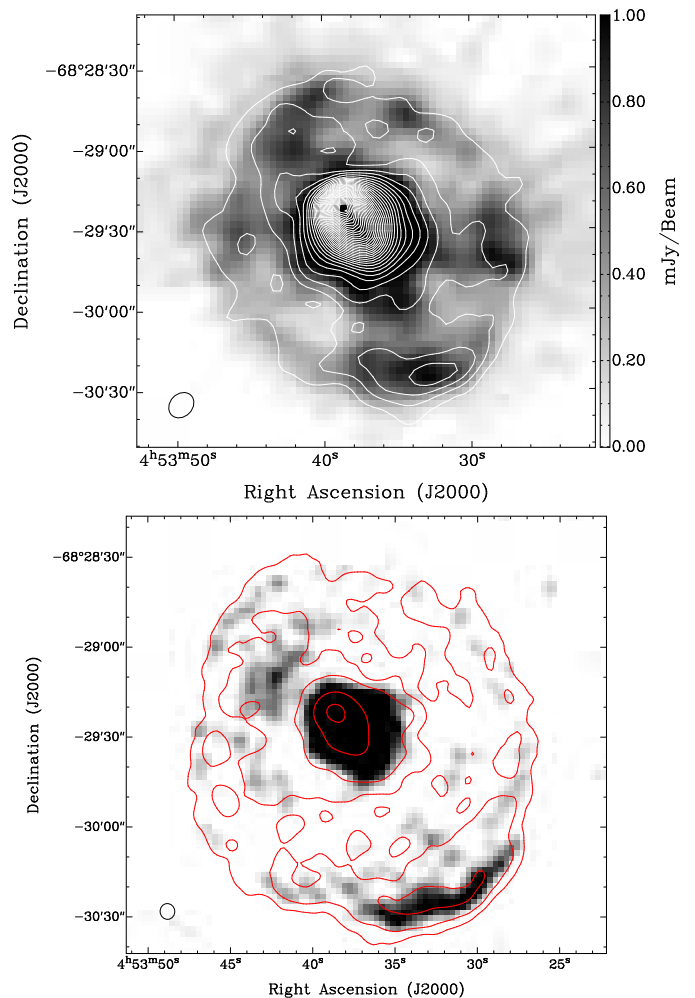 1.00
−68°28′30″
0.80
−29′00″
0.60
Declination (J2000)
−29′30″
mJy/Beam
0.40
−30′00″
0.20
−30′30″
0.00
4ʰ53ᵐ50ˢ 40ˢ 30ˢ
Right Ascension (J2000)
−68°28′30″
−29′00″
Declination (J2000)
−29′30″
−30′00″
−30′30″
4ʰ53ᵐ50ˢ 45ˢ 40ˢ 35ˢ 30ˢ 25ˢ
Right Ascension (J2000)